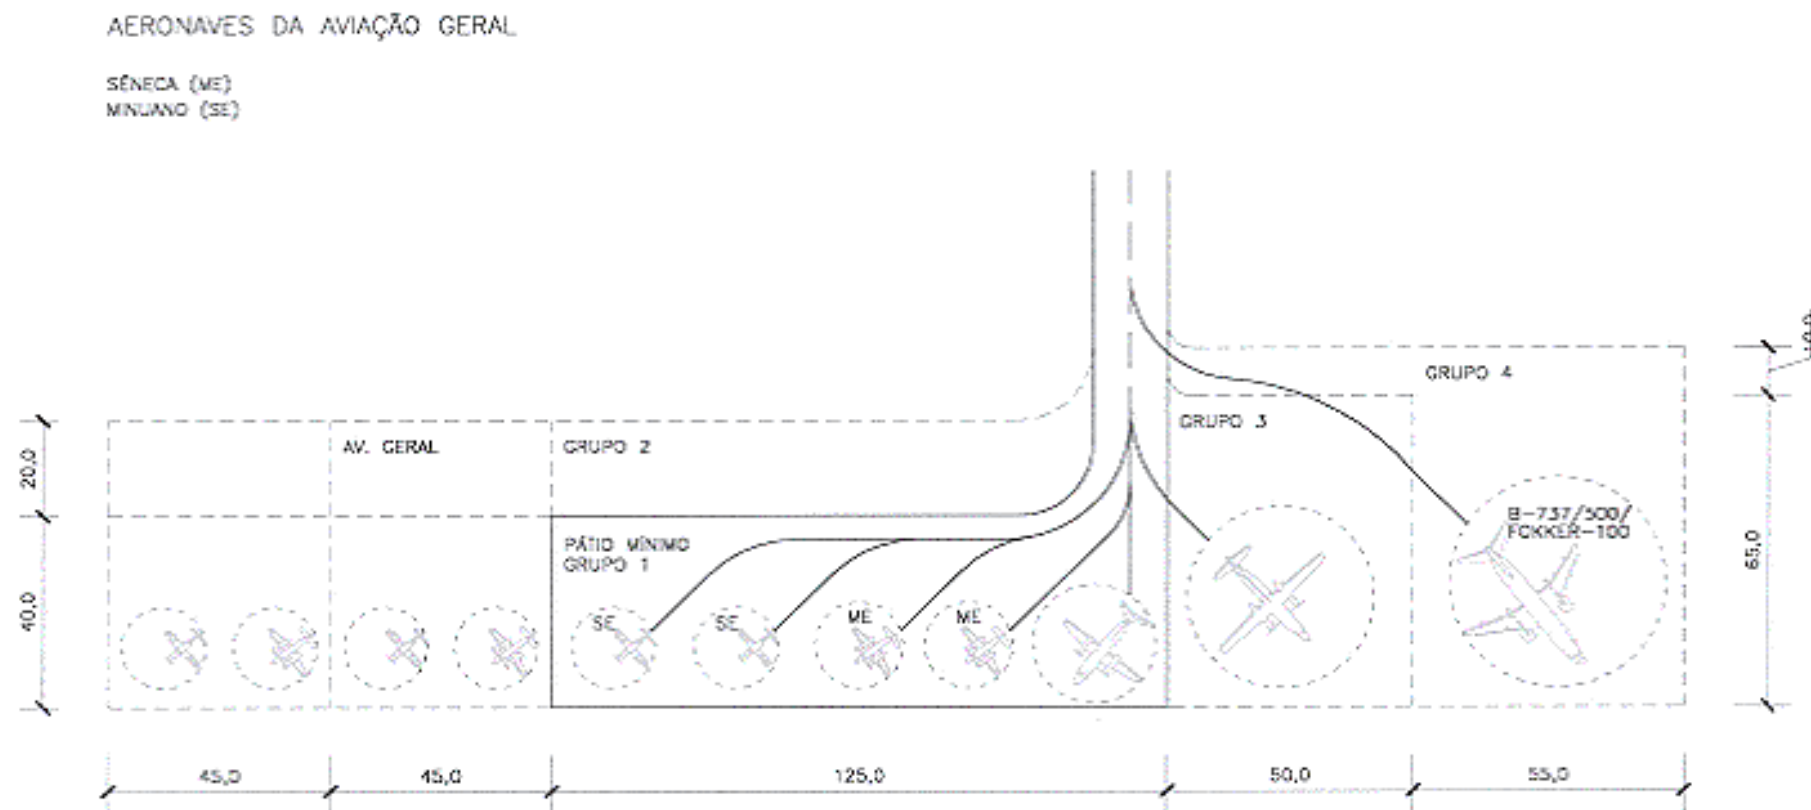 AERONAVES DA AVIAÇÃO GERAL
SÊNECA (ME)
MINUANO (SE)
GRUPO 4
GRUPO 3
AV. GERAL
GRUPO 2
20,0
B-737/500/
FOKKER-100
PÁTIO MÍNIMO
GRUPO 1
65,0
40,0
SE
SE
ME
ME
45,0
45,0
125,0
50,0
55,0